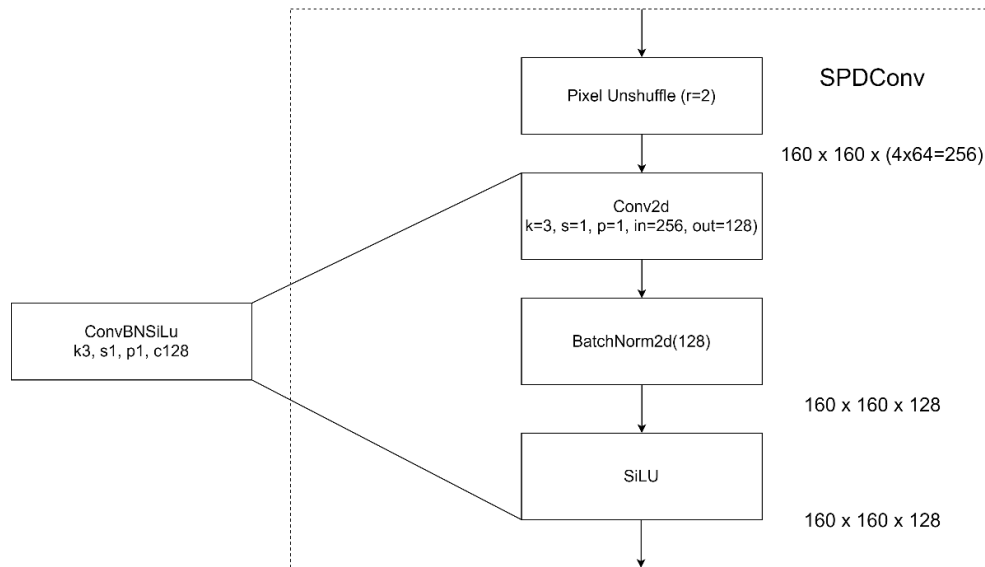 Pixel Unshuffle (r=2)
SPDConv
160 x 160 x (4x64=256)
Conv2d
k=3, s=1, p=1, in=256, out=128)
ConvBNSiLu
k3, s1, p1, c128
BatchNorm2d(128)
160 x 160 x 128
SiLU
160 x 160 x 128